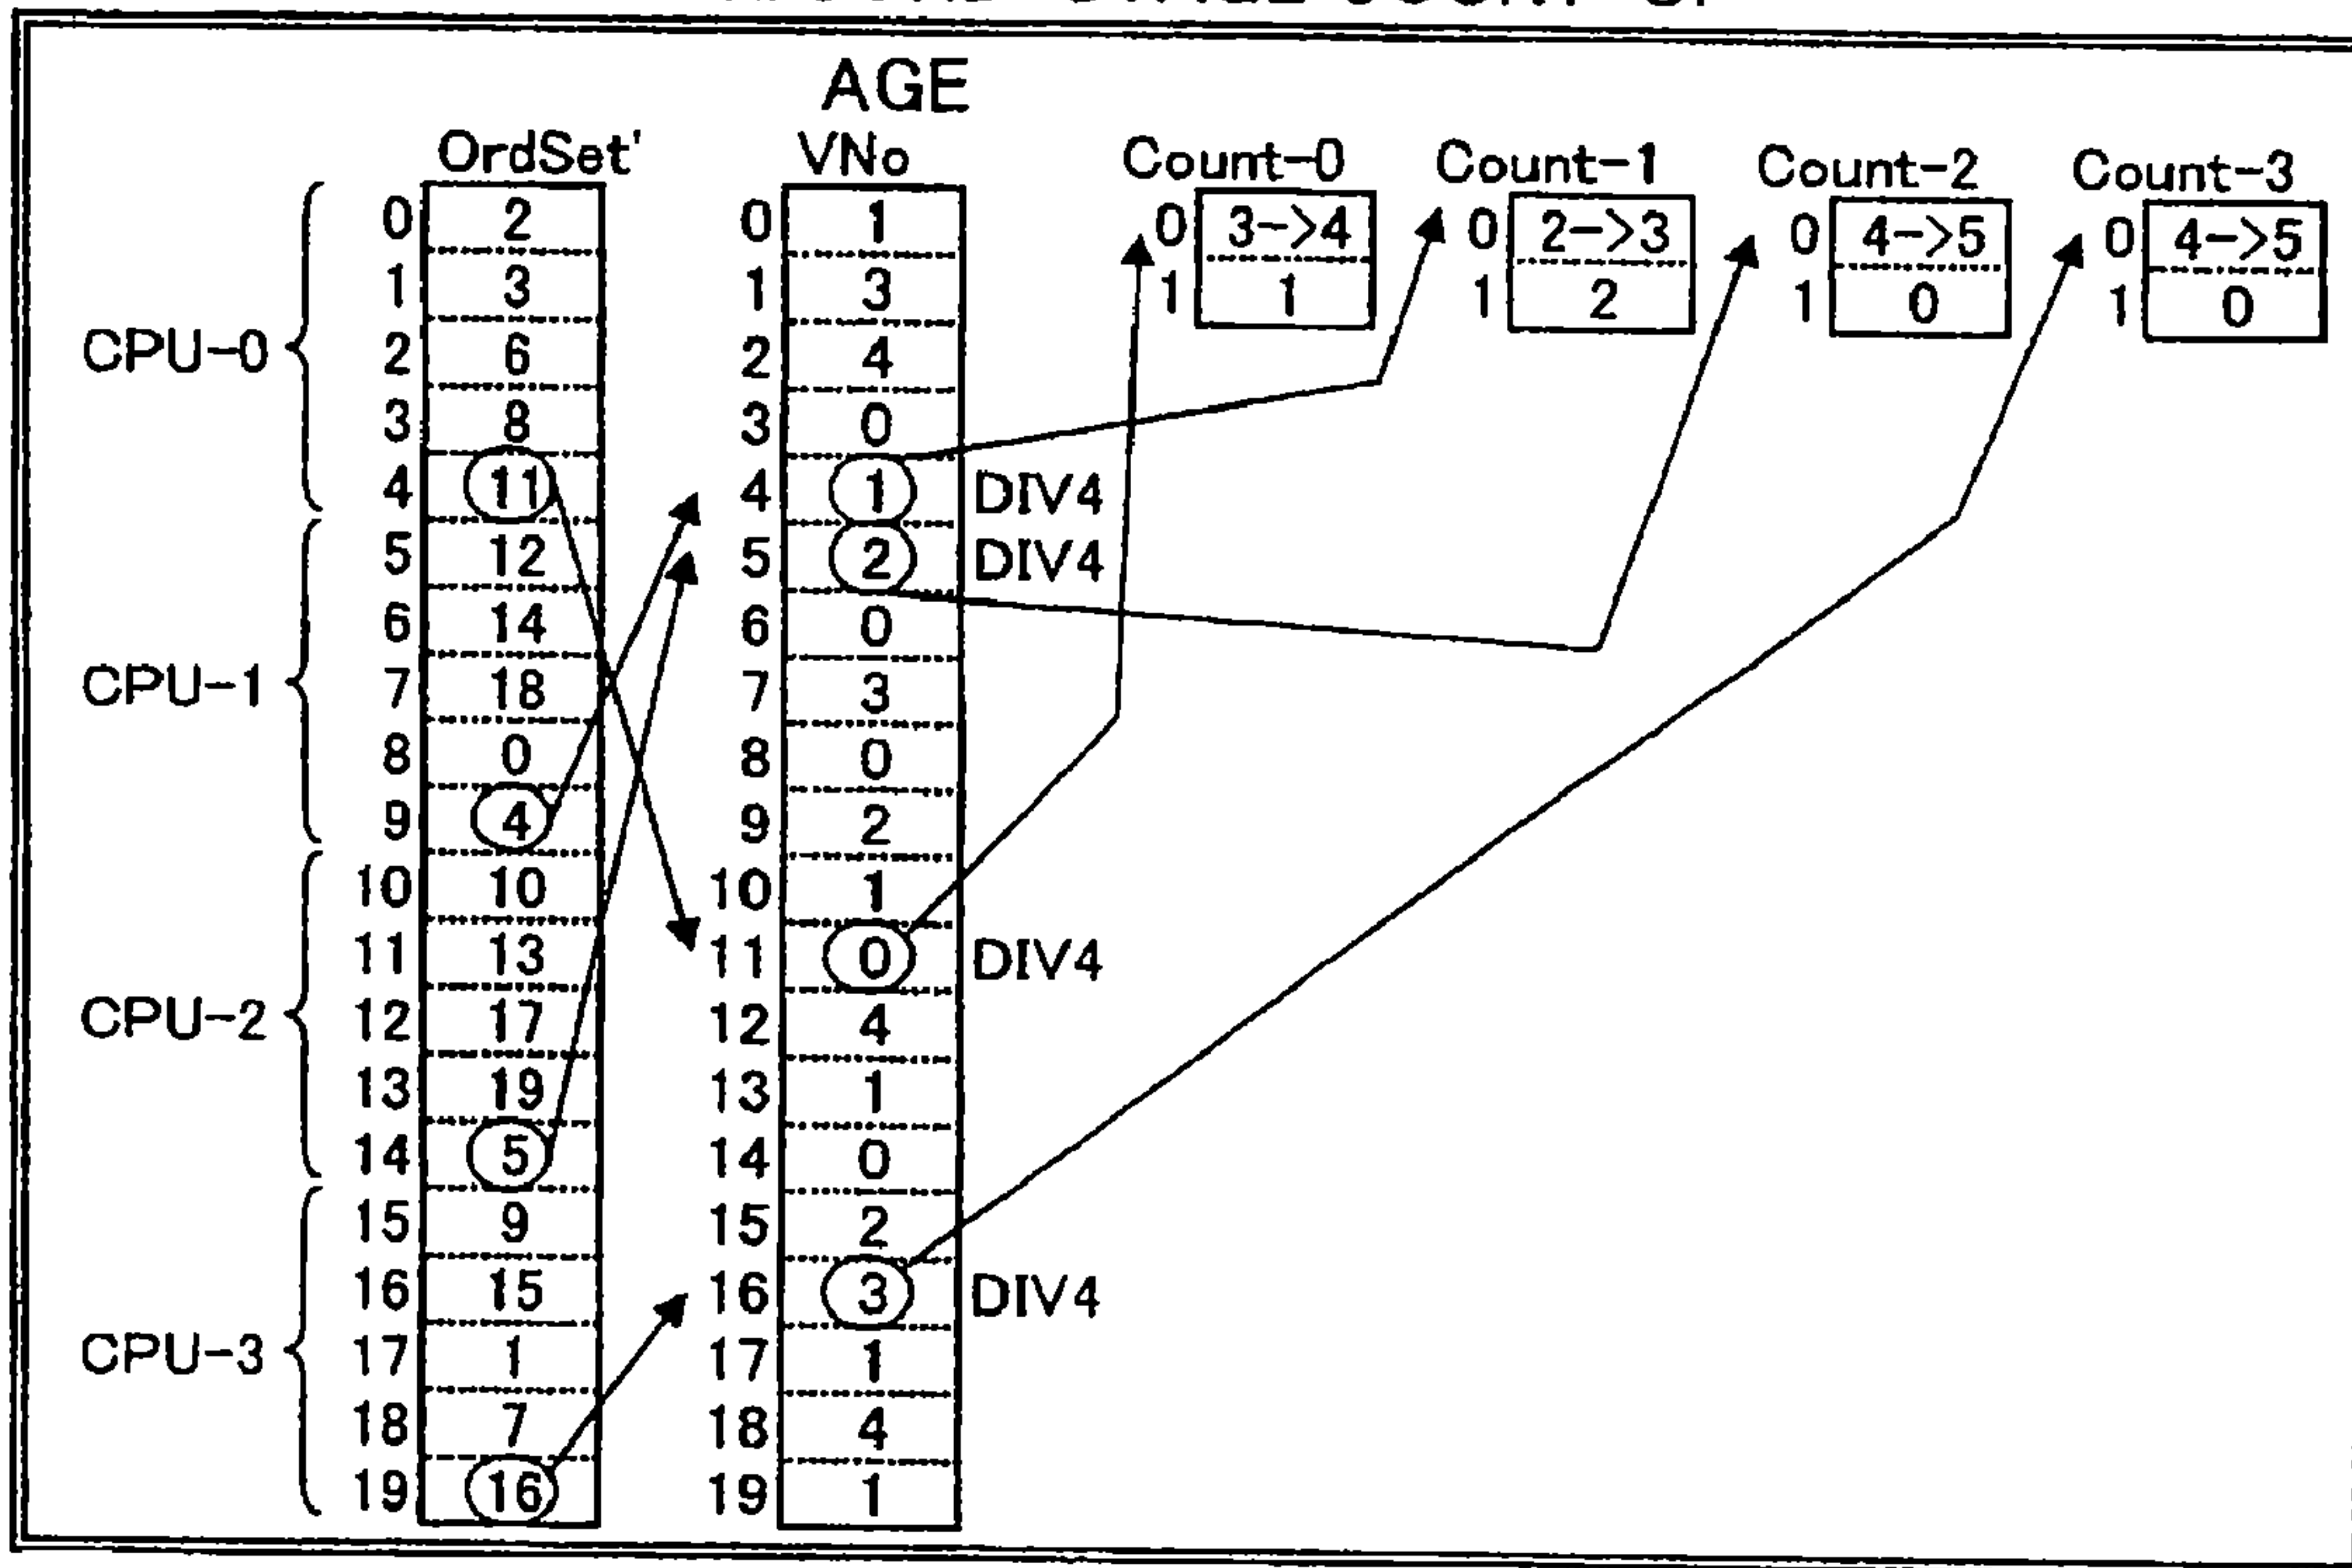 AGE
OrdSet' VNo Count-0 Count-1 Count-2 Count-3
0 2 0 1 0 3->4 0 2->3 0 4->5 0 4->5
1 3 1 3 1 1 1 2 1 0 1 0
CPU-0 2 6 2 4
3 8 3 0
4 11 4 1 DIV4
5 12 5 2 DIV4
6 14 6 0
CPU-1 7 18 7 3
8 0 8 0
9 4 9 2
10 10 10 1
11 13 11 0 DIV4
CPU-2 12 17 12 4
13 19 13 1
14 5 14 0
15 9 15 2
16 15 16 3 DIV4
CPU-3 17 1 17 1
18 7 18 4
19 16 19 1